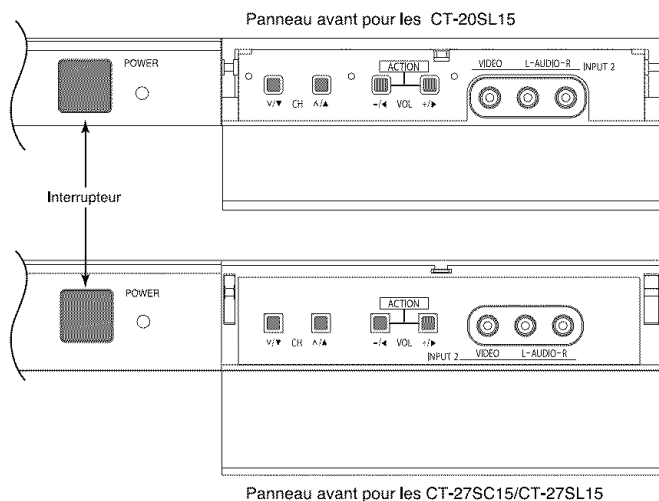 Panneau avant pour les CT-20SL15
POWER
ACTION
VIDEO L-AUDIO-R INPUT 2
∨/▼ CH ∧/▲ −/◀ VOL +/▶
Interrupteur
POWER
ACTION
∨/▼ CH ∧/▲ −/◀ VOL +/▶
INPUT 2 VIDEO L-AUDIO-R
Panneau avant pour les CT-27SC15/CT-27SL15